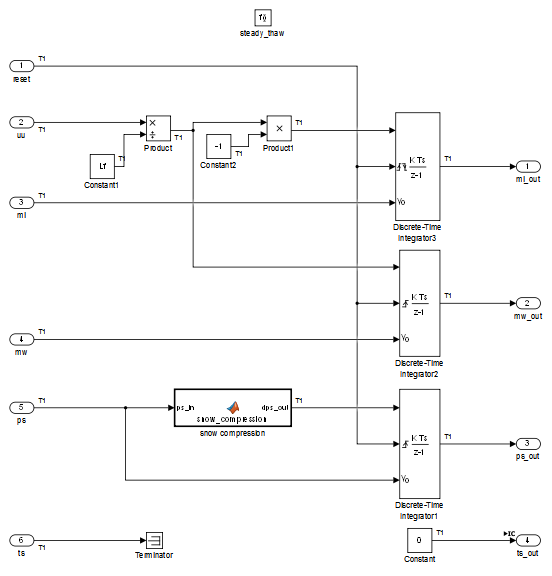 f()
steady_thaw
1
T1
reset
2
T1
uu
×
÷
Product
T1
Lf
T1
Constant1
-1
T1
Constant2
×
Product1
T1
3
T1
mi
K Ts
z-1
Vo
Discrete-Time
Integrator3
T1
1
mi_out
K Ts
z-1
Vo
Discrete-Time
Integrator2
T1
2
mw_out
4
T1
mw
5
T1
ps
ps_in
snow_compression
dps_out
T1
snow compression
K Ts
z-1
Vo
Discrete-Time
Integrator1
T1
3
ps_out
6
T1
ts
Terminator
0
T1
Constant
IC
4
ts_out